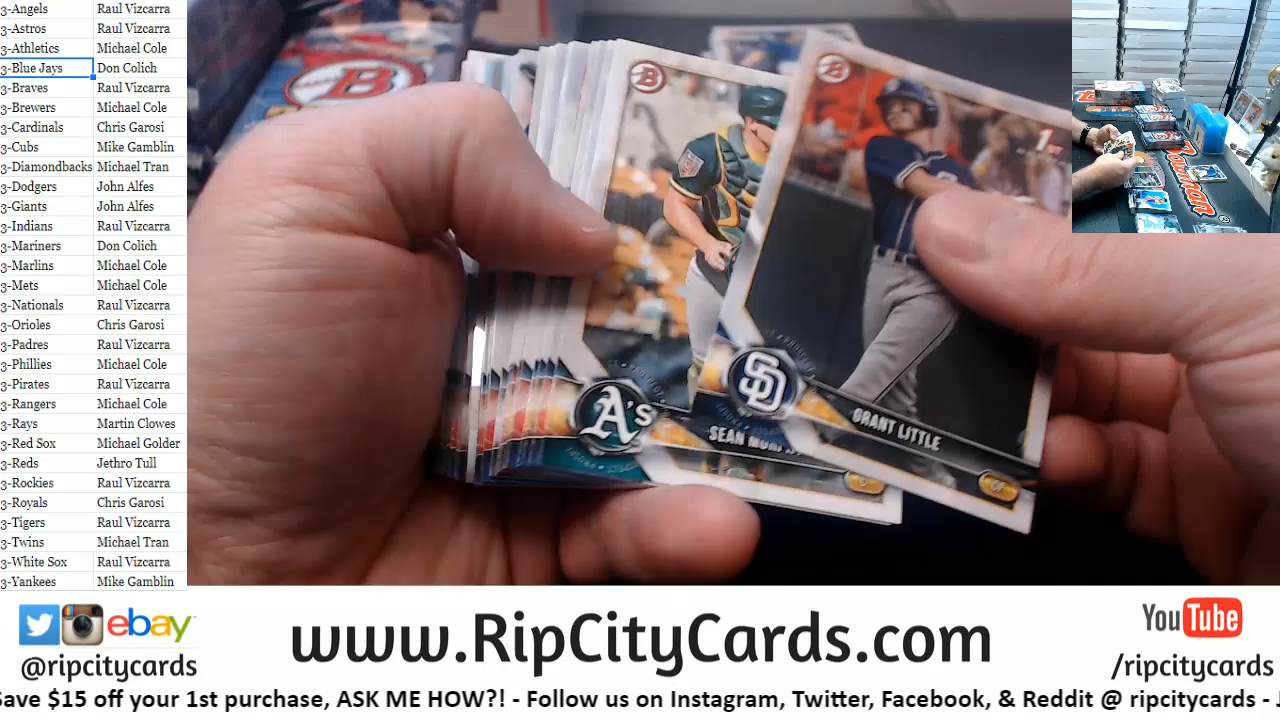 3-Angels Raul Vizcarra
3-Astros Raul Vizcarra
3-Athletics Michael Cole
3-Blue Jays Don Colich
3-Braves Raul Vizcarra
3-Brewers Michael Cole
3-Cardinals Chris Garosi
3-Cubs Mike Gamblin
3-Diamondbacks Michael Tran
3-Dodgers John Alfes
3-Giants John Alfes
3-Indians Raul Vizcarra
3-Mariners Don Colich
3-Marlins Michael Cole
3-Mets Michael Cole
3-Nationals Raul Vizcarra
3-Orioles Chris Garosi
3-Padres Raul Vizcarra
3-Phillies Michael Cole
3-Pirates Raul Vizcarra
3-Rangers Michael Cole
3-Rays Martin Clowes
3-Red Sox Michael Golder
3-Reds Jethro Tull
3-Rockies Raul Vizcarra
3-Royals Chris Garosi
3-Tigers Raul Vizcarra
3-Twins Michael Tran
3-White Sox Raul Vizcarra
3-Yankees Mike Gamblin
B
B
1st
A's
SEAN
C
SD
GRANT LITTLE
CF
Bowman
ebay
@ripcitycards
www.RipCityCards.com
YouTube
/ripcitycards
Save $15 off your 1st purchase, ASK ME HOW?! - Follow us on Instagram, Twitter, Facebook, & Reddit @ ripcitycards -